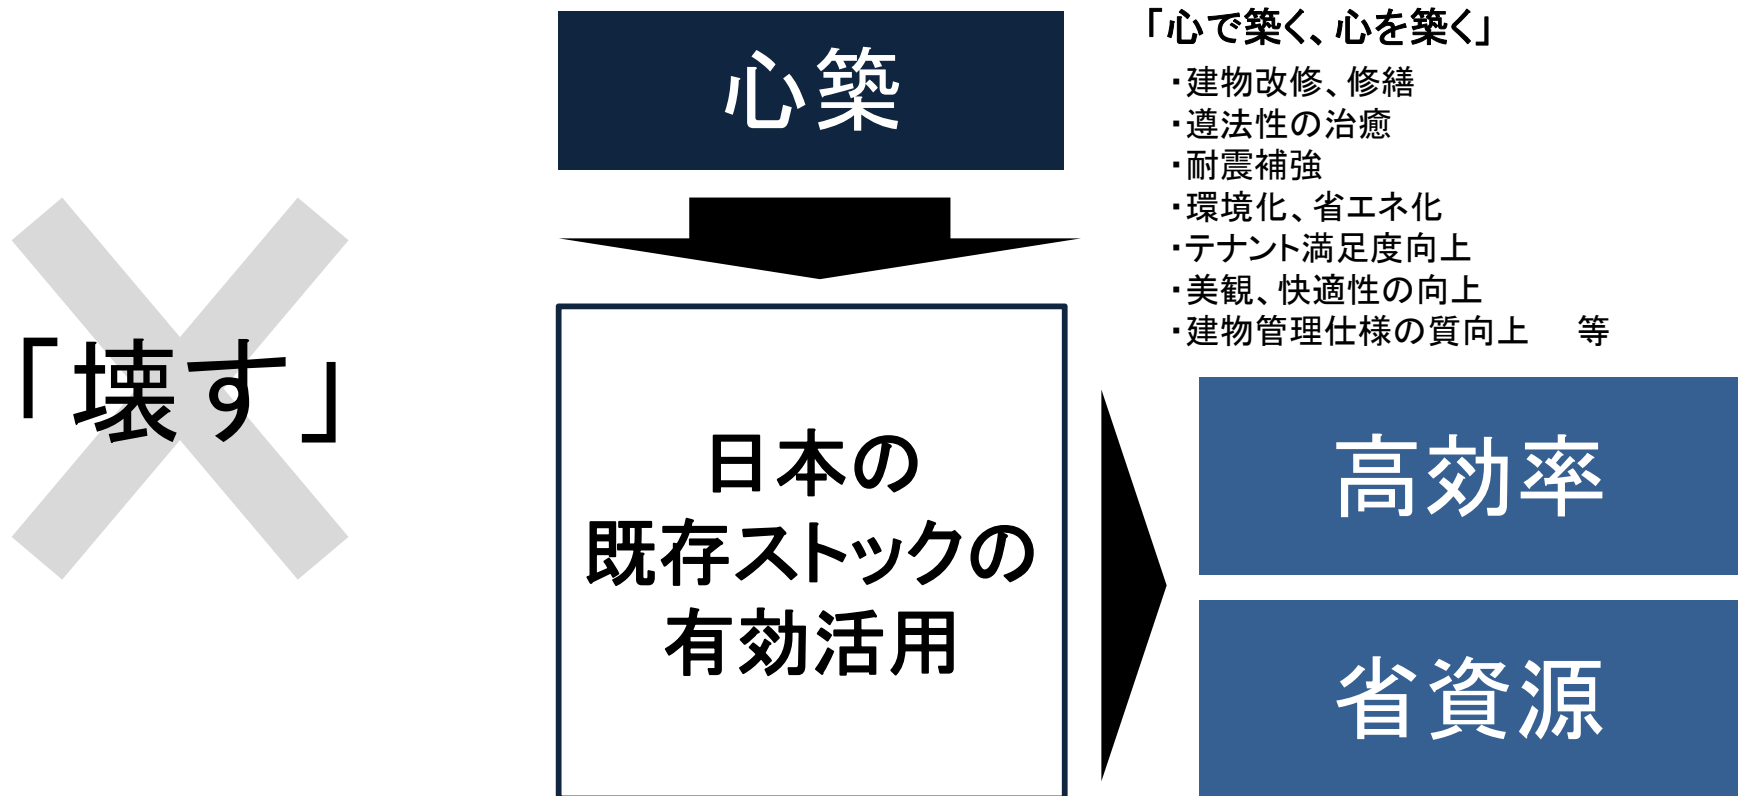 「壊す」
心築
「心で築く、心を築く」
・建物改修、修繕
・遵法性の治癒
・耐震補強
・環境化、省エネ化
・テナント満足度向上
・美観、快適性の向上
・建物管理仕様の質向上　等
日本の
既存ストックの
有効活用
高効率
省資源